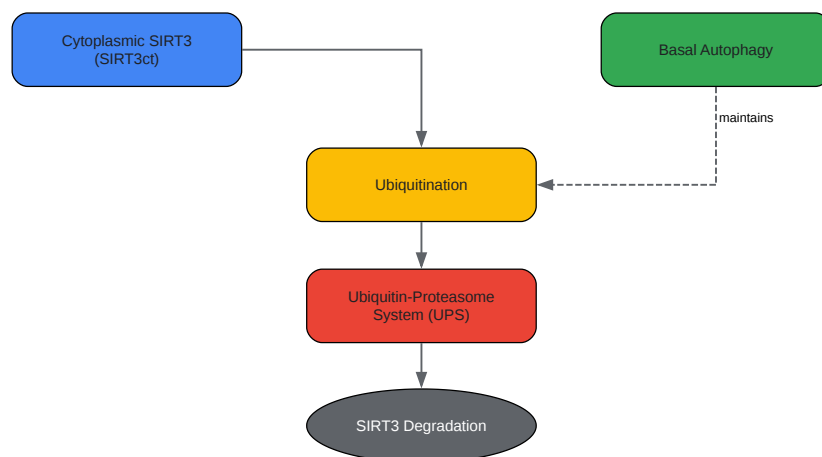 Cytoplasmic SIRT3
(SIRT3ct)
Basal Autophagy
maintains
Ubiquitination
Ubiquitin-Proteasome
System (UPS)
SIRT3 Degradation